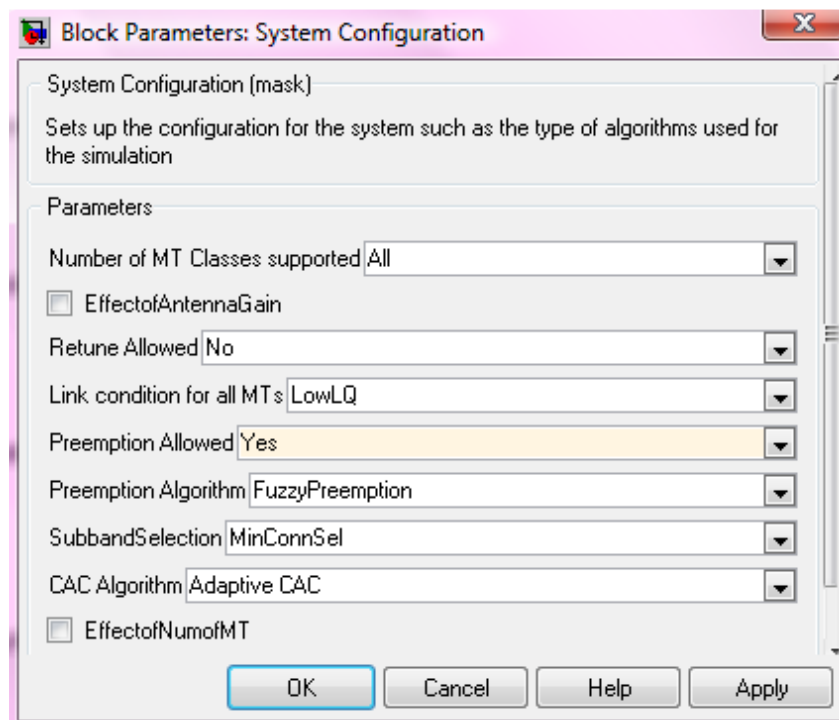 Block Parameters: System Configuration
System Configuration (mask)
Sets up the configuration for the system such as the type of algorithms used for
the simulation
Parameters
Number of MT Classes supported All
EffectofAntennaGain
Retune Allowed No
Link condition for all MTs LowLQ
Preemption Allowed Yes
Preemption Algorithm FuzzyPreemption
SubbandSelection MinConnSel
CAC Algorithm Adaptive CAC
EffectofNumofMT
OK Cancel Help Apply